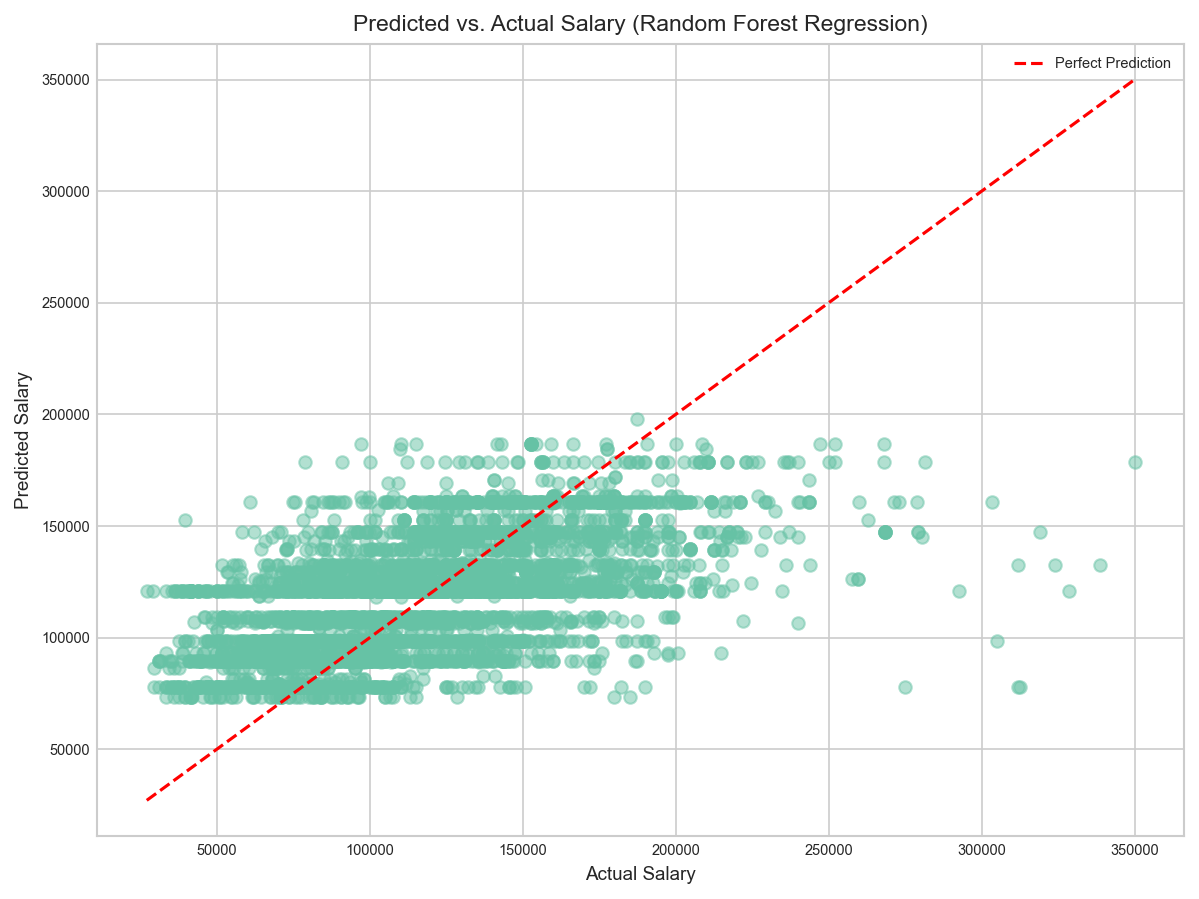 Predicted vs. Actual Salary (Random Forest Regression)
Perfect Prediction
350000
300000
250000
200000
150000
100000
50000
Predicted Salary
50000 100000 150000 200000 250000 300000 350000
Actual Salary